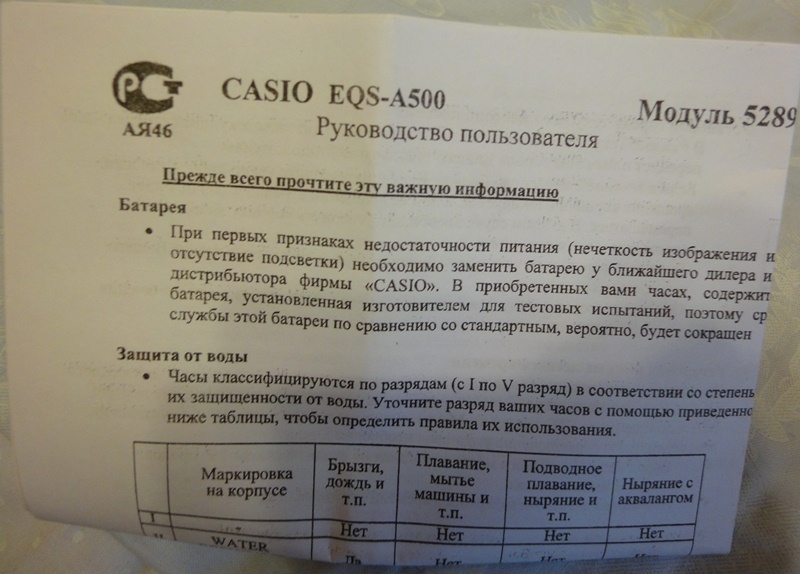 РСТ
АЯ46
CASIO EQS-A500
Модуль 5289
Руководство пользователя
Прежде всего прочтите эту важную информацию
Батарея
• При первых признаках недостаточности питания (нечеткость изображения и
отсутствие подсветки) необходимо заменить батарею у ближайшего дилера и
дистрибьютора фирмы «CASIO». В приобретенных вами часах, содержит
батарея, установленная изготовителем для тестовых испытаний, поэтому ср
службы этой батареи по сравнению со стандартным, вероятно, будет сокращен
Защита от воды
• Часы классифицируются по разрядам (с I по V разряд) в соответствии со степень
их защищенности от воды. Уточните разряд ваших часов с помощью приведенно
ниже таблицы, чтобы определить правила их использования.
Маркировка
на корпусе
Брызги,
дождь и
т.п.
Плавание,
мытье
машины и
т.п.
Подводное
плавание,
ныряние и
т.п.
Ныряние с
аквалангом
I
Нет
Нет
Нет
Нет
WATER
Да
Нет
Нет